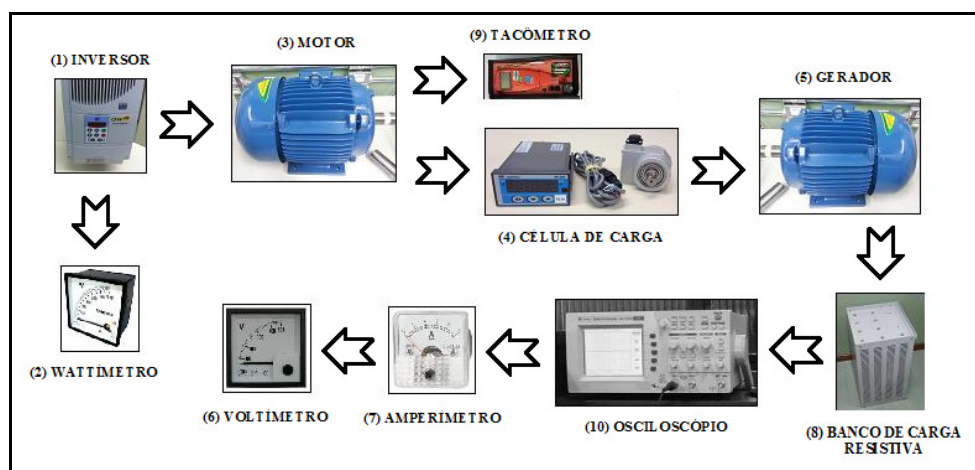 (1) INVERSOR
(3) MOTOR
(9) TACÔMETRO
(5) GERADOR
(4) CÉLULA DE CARGA
(2) WATTÍMETRO
(6) VOLTÍMETRO
(7) AMPERÍMETRO
(10) OSCILOSCÓPIO
(8) BANCO DE CARGA
RESISTIVA